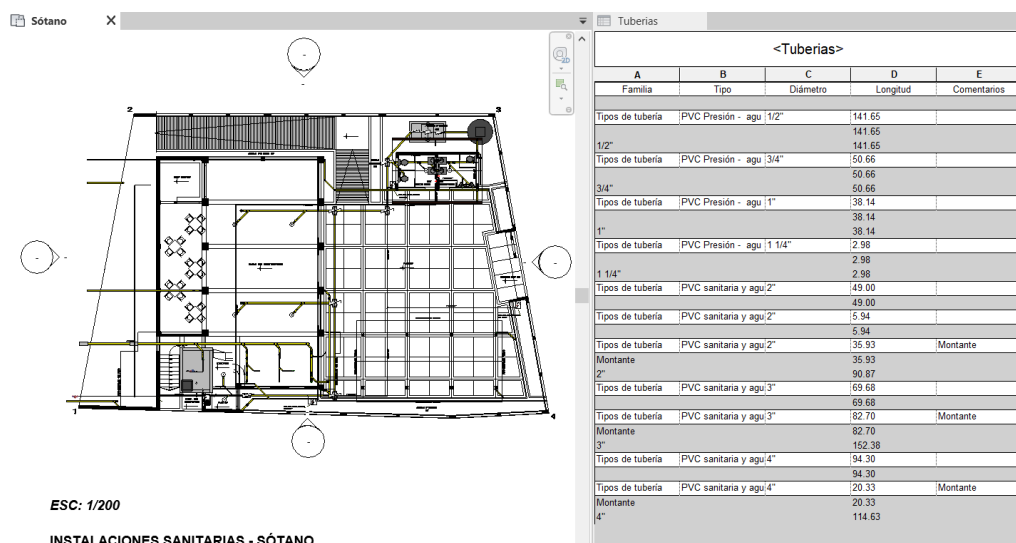 Sótano X
Tuberias
2D
<Tuberias>
A B C D E
Familia Tipo Diámetro Longitud Comentarios
Tipos de tubería PVC Presión - agu 1/2" 141.65
141.65
1/2" 141.65
Tipos de tubería PVC Presión - agu 3/4" 50.66
50.66
3/4" 50.66
Tipos de tubería PVC Presión - agu 1" 38.14
38.14
1" 38.14
Tipos de tubería PVC Presión - agu 1 1/4" 2.98
2.98
1 1/4" 2.98
Tipos de tubería PVC sanitaria y agu 2" 49.00
49.00
Tipos de tubería PVC sanitaria y agu 2" 5.94
5.94
Tipos de tubería PVC sanitaria y agu 2" 35.93 Montante
Montante 35.93
2" 90.87
Tipos de tubería PVC sanitaria y agu 3" 69.68
69.68
Tipos de tubería PVC sanitaria y agu 3" 82.70 Montante
Montante 82.70
3" 152.38
Tipos de tubería PVC sanitaria y agu 4" 94.30
94.30
Tipos de tubería PVC sanitaria y agu 4" 20.33 Montante
Montante 20.33
4" 114.63
2 3
1 4
ESC: 1/200
INSTALACIONES SANITARIAS - SÓTANO